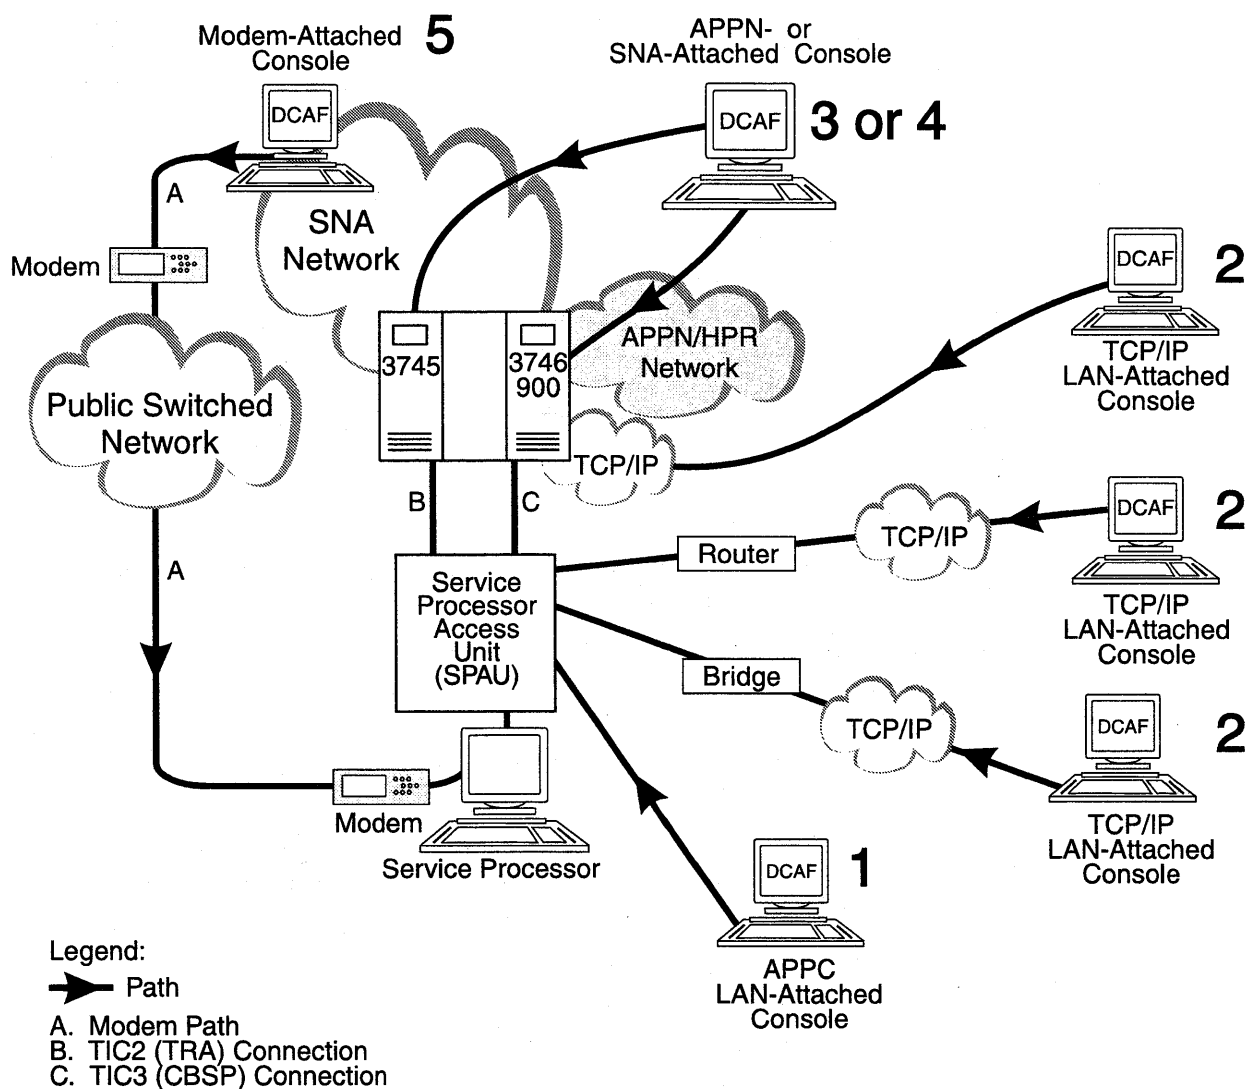 Modem-Attached
Console
5
APPN- or
SNA-Attached Console
DCAF
DCAF
3 or 4
A
SNA
Network
Modem
DCAF
2
TCP/IP
LAN-Attached
Console
3745
3746
900
APPN/HPR
Network
Public Switched
Network
TCP/IP
B
C
DCAF
2
Router
TCP/IP
TCP/IP
LAN-Attached
Console
A
Service
Processor
Access
Unit
(SPAU)
Bridge
TCP/IP
DCAF
2
TCP/IP
LAN-Attached
Console
Modem
Service Processor
DCAF
1
APPC
LAN-Attached
Console
Legend:
Path
A. Modem Path
B. TIC2 (TRA) Connection
C. TIC3 (CBSP) Connection